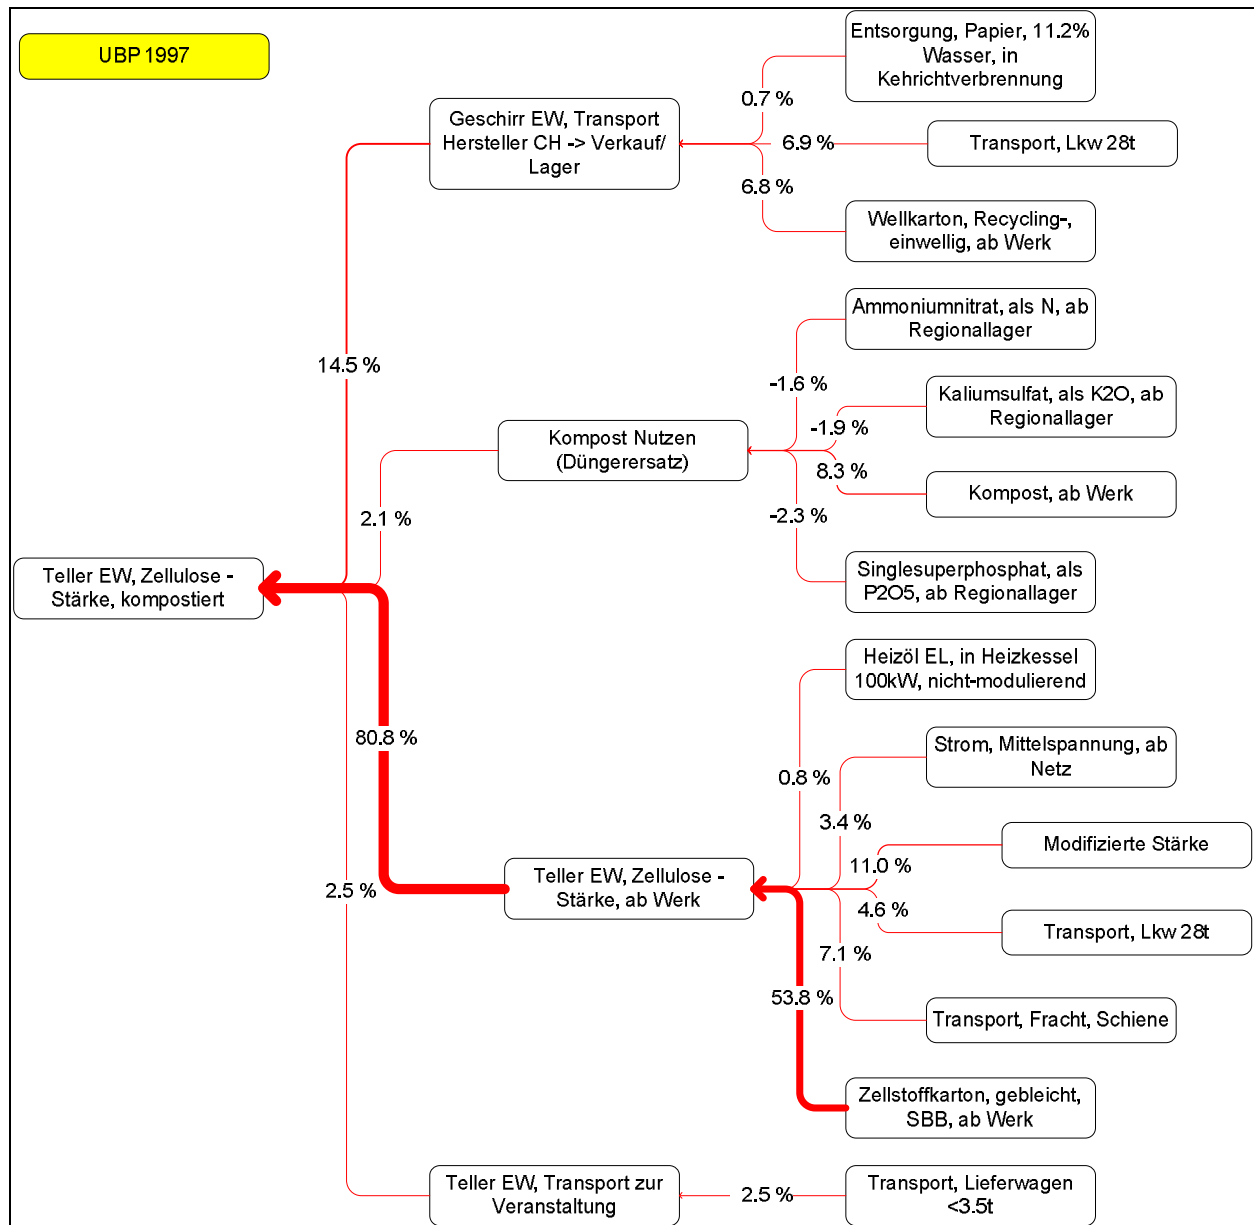 UBP 1997
Entsorgung, Papier, 11.2%
Wasser, in
Kehrichtverbrennung
0.7 %
Geschirr EW, Transport
Hersteller CH -> Verkauf/
Lager
6.9 %
Transport, Lkw 28t
6.8 %
Wellkarton, Recycling-,
einwellig, ab Werk
14.5 %
Ammoniumnitrat, als N, ab
Regionallager
-1.6 %
Kaliumsulfat, als K2O, ab
Regionallager
-1.9 %
Kompost Nutzen
(Düngerersatz)
8.3 %
Kompost, ab Werk
2.1 %
-2.3 %
Singlesuperphosphat, als
P2O5, ab Regionallager
Teller EW, Zellulose -
Stärke, kompostiert
80.8 %
Heizöl EL, in Heizkessel
100kW, nicht-modulierend
0.8 %
Strom, Mittelspannung, ab
Netz
3.4 %
Modifizierte Stärke
11.0 %
Teller EW, Zellulose -
Stärke, ab Werk
4.6 %
Transport, Lkw 28t
2.5 %
7.1 %
Transport, Fracht, Schiene
53.8 %
Zellstoffkarton, gebleicht,
SBB, ab Werk
Teller EW, Transport zur
Veranstaltung
2.5 %
Transport, Lieferwagen
<3.5t